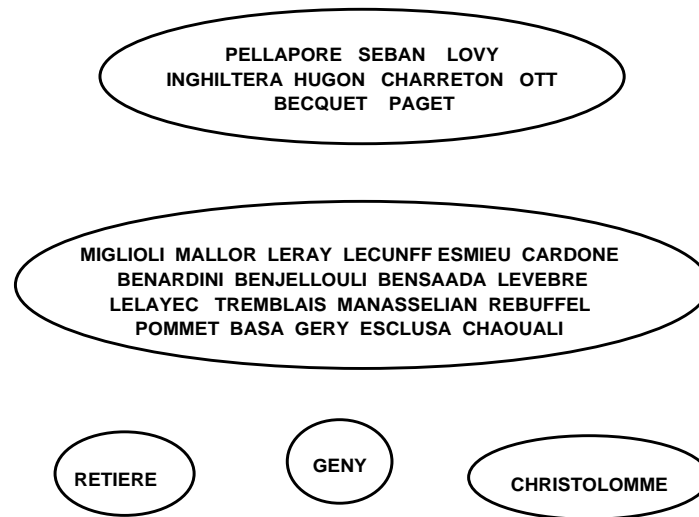 PELLAPORE SEBAN LOVY
INGHILTERA HUGON CHARRETON OTT
BECQUET PAGET
MIGLIOLI MALLOR LERAY LECUNFF ESMIEU CARDONE
BENARDINI BENJELLOULI BENSAADA LEVEBRE
LELAYEC TREMBLAIS MANASSELIAN REBUFFEL
POMMET BASA GERY ESCLUSA CHAOUALI
RETIERE
GENY
CHRISTOLOMME